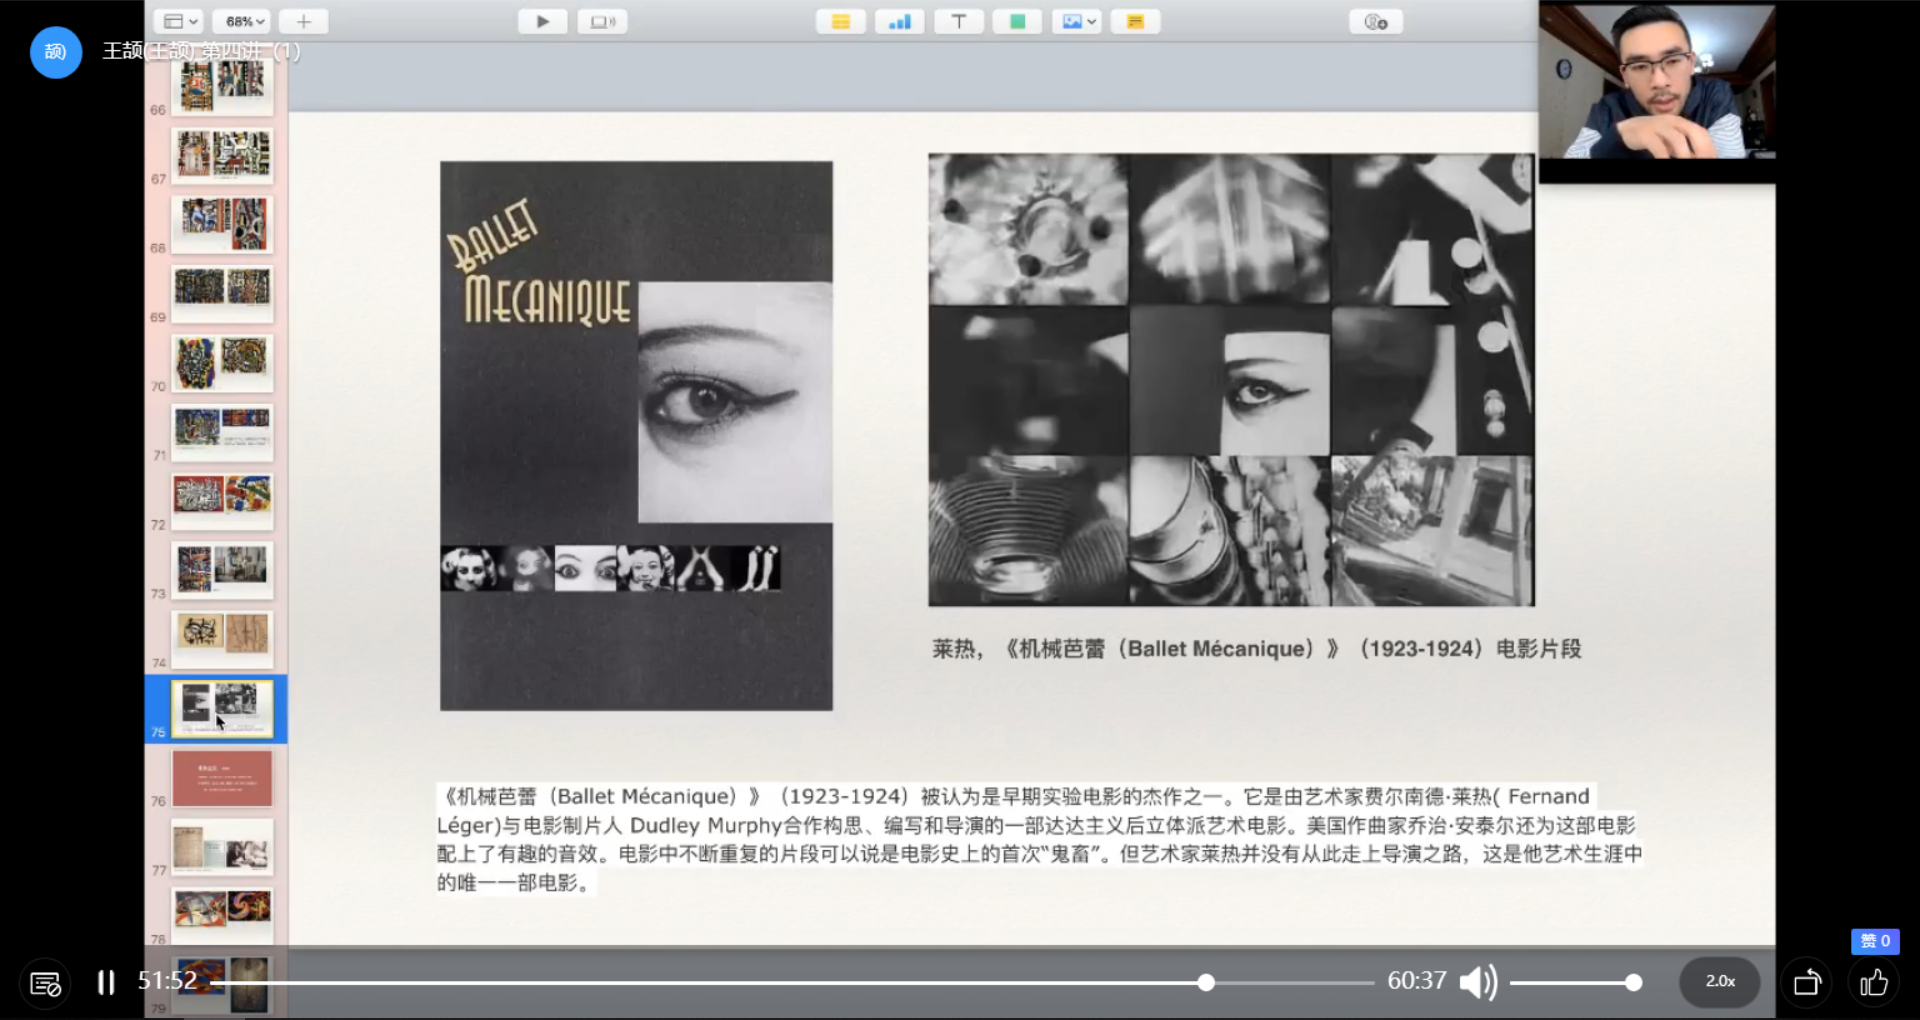 68%
颉)
王颉(王颉) 第四讲 (1)
66
67
68
69
70
71
72
73
74
75
76
77
78
79
BALLET
MECANIQUE
莱热，《机械芭蕾（Ballet Mécanique）》（1923-1924）电影片段
《机械芭蕾（Ballet Mécanique）》（1923-1924）被认为是早期实验电影的杰作之一。它是由艺术家费尔南德·莱热( Fernand
Léger)与电影制片人 Dudley Murphy合作构思、编写和导演的一部达达主义后立体派艺术电影。美国作曲家乔治·安泰尔还为这部电影
配上了有趣的音效。电影中不断重复的片段可以说是电影史上的首次“鬼畜”。但艺术家莱热并没有从此走上导演之路，这是他艺术生涯中
的唯一一部电影。
赞 0
51:52
60:37
2.0x